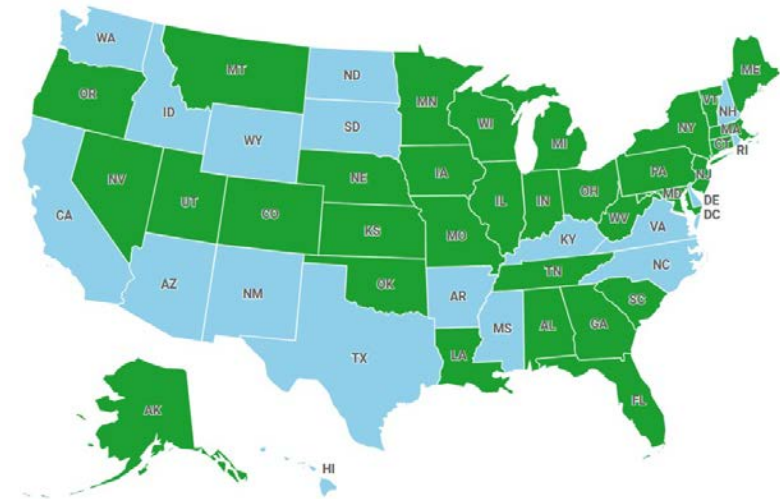 WA
MT
ND
ME
OR
MN
VT
NH
ID
SD
WI
NY
MA
WY
MI
CT
RI
NV
NE
IA
PA
NJ
UT
CO
IL
IN
OH
MD
DE
CA
KS
MO
WV
DC
KY
VA
AZ
NM
OK
AR
TN
NC
SC
MS
AL
GA
TX
LA
AK
FL
HI